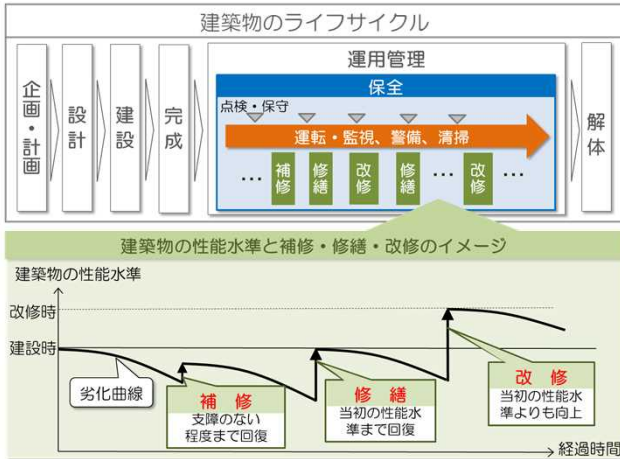 建築物のライフサイクル
企画・計画
設計
建設
完成
運用管理
保全
点検・保守
運転・監視、警備、清掃
… 補修 修繕 改修 修繕 … 改修 …
解体
建築物の性能水準と補修・修繕・改修のイメージ
建築物の性能水準
改修時
建設時
劣化曲線
補 修
支障のない
程度まで回復
修 繕
当初の性能水
準まで回復
改 修
当初の性能水
準よりも向上
経過時間